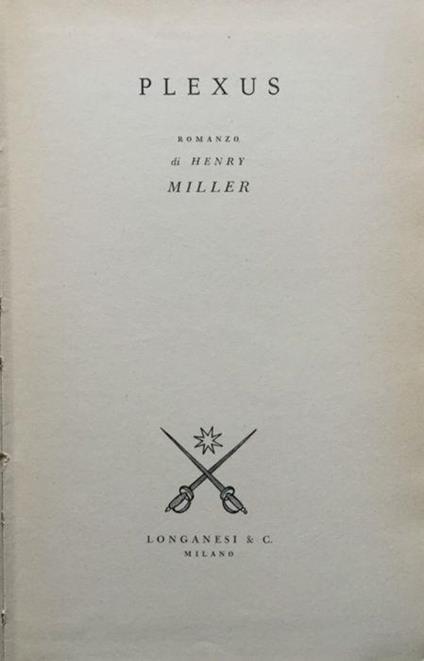 PLEXUS
ROMANZO
di HENRY
MILLER
LONGANESI & C.
MILANO